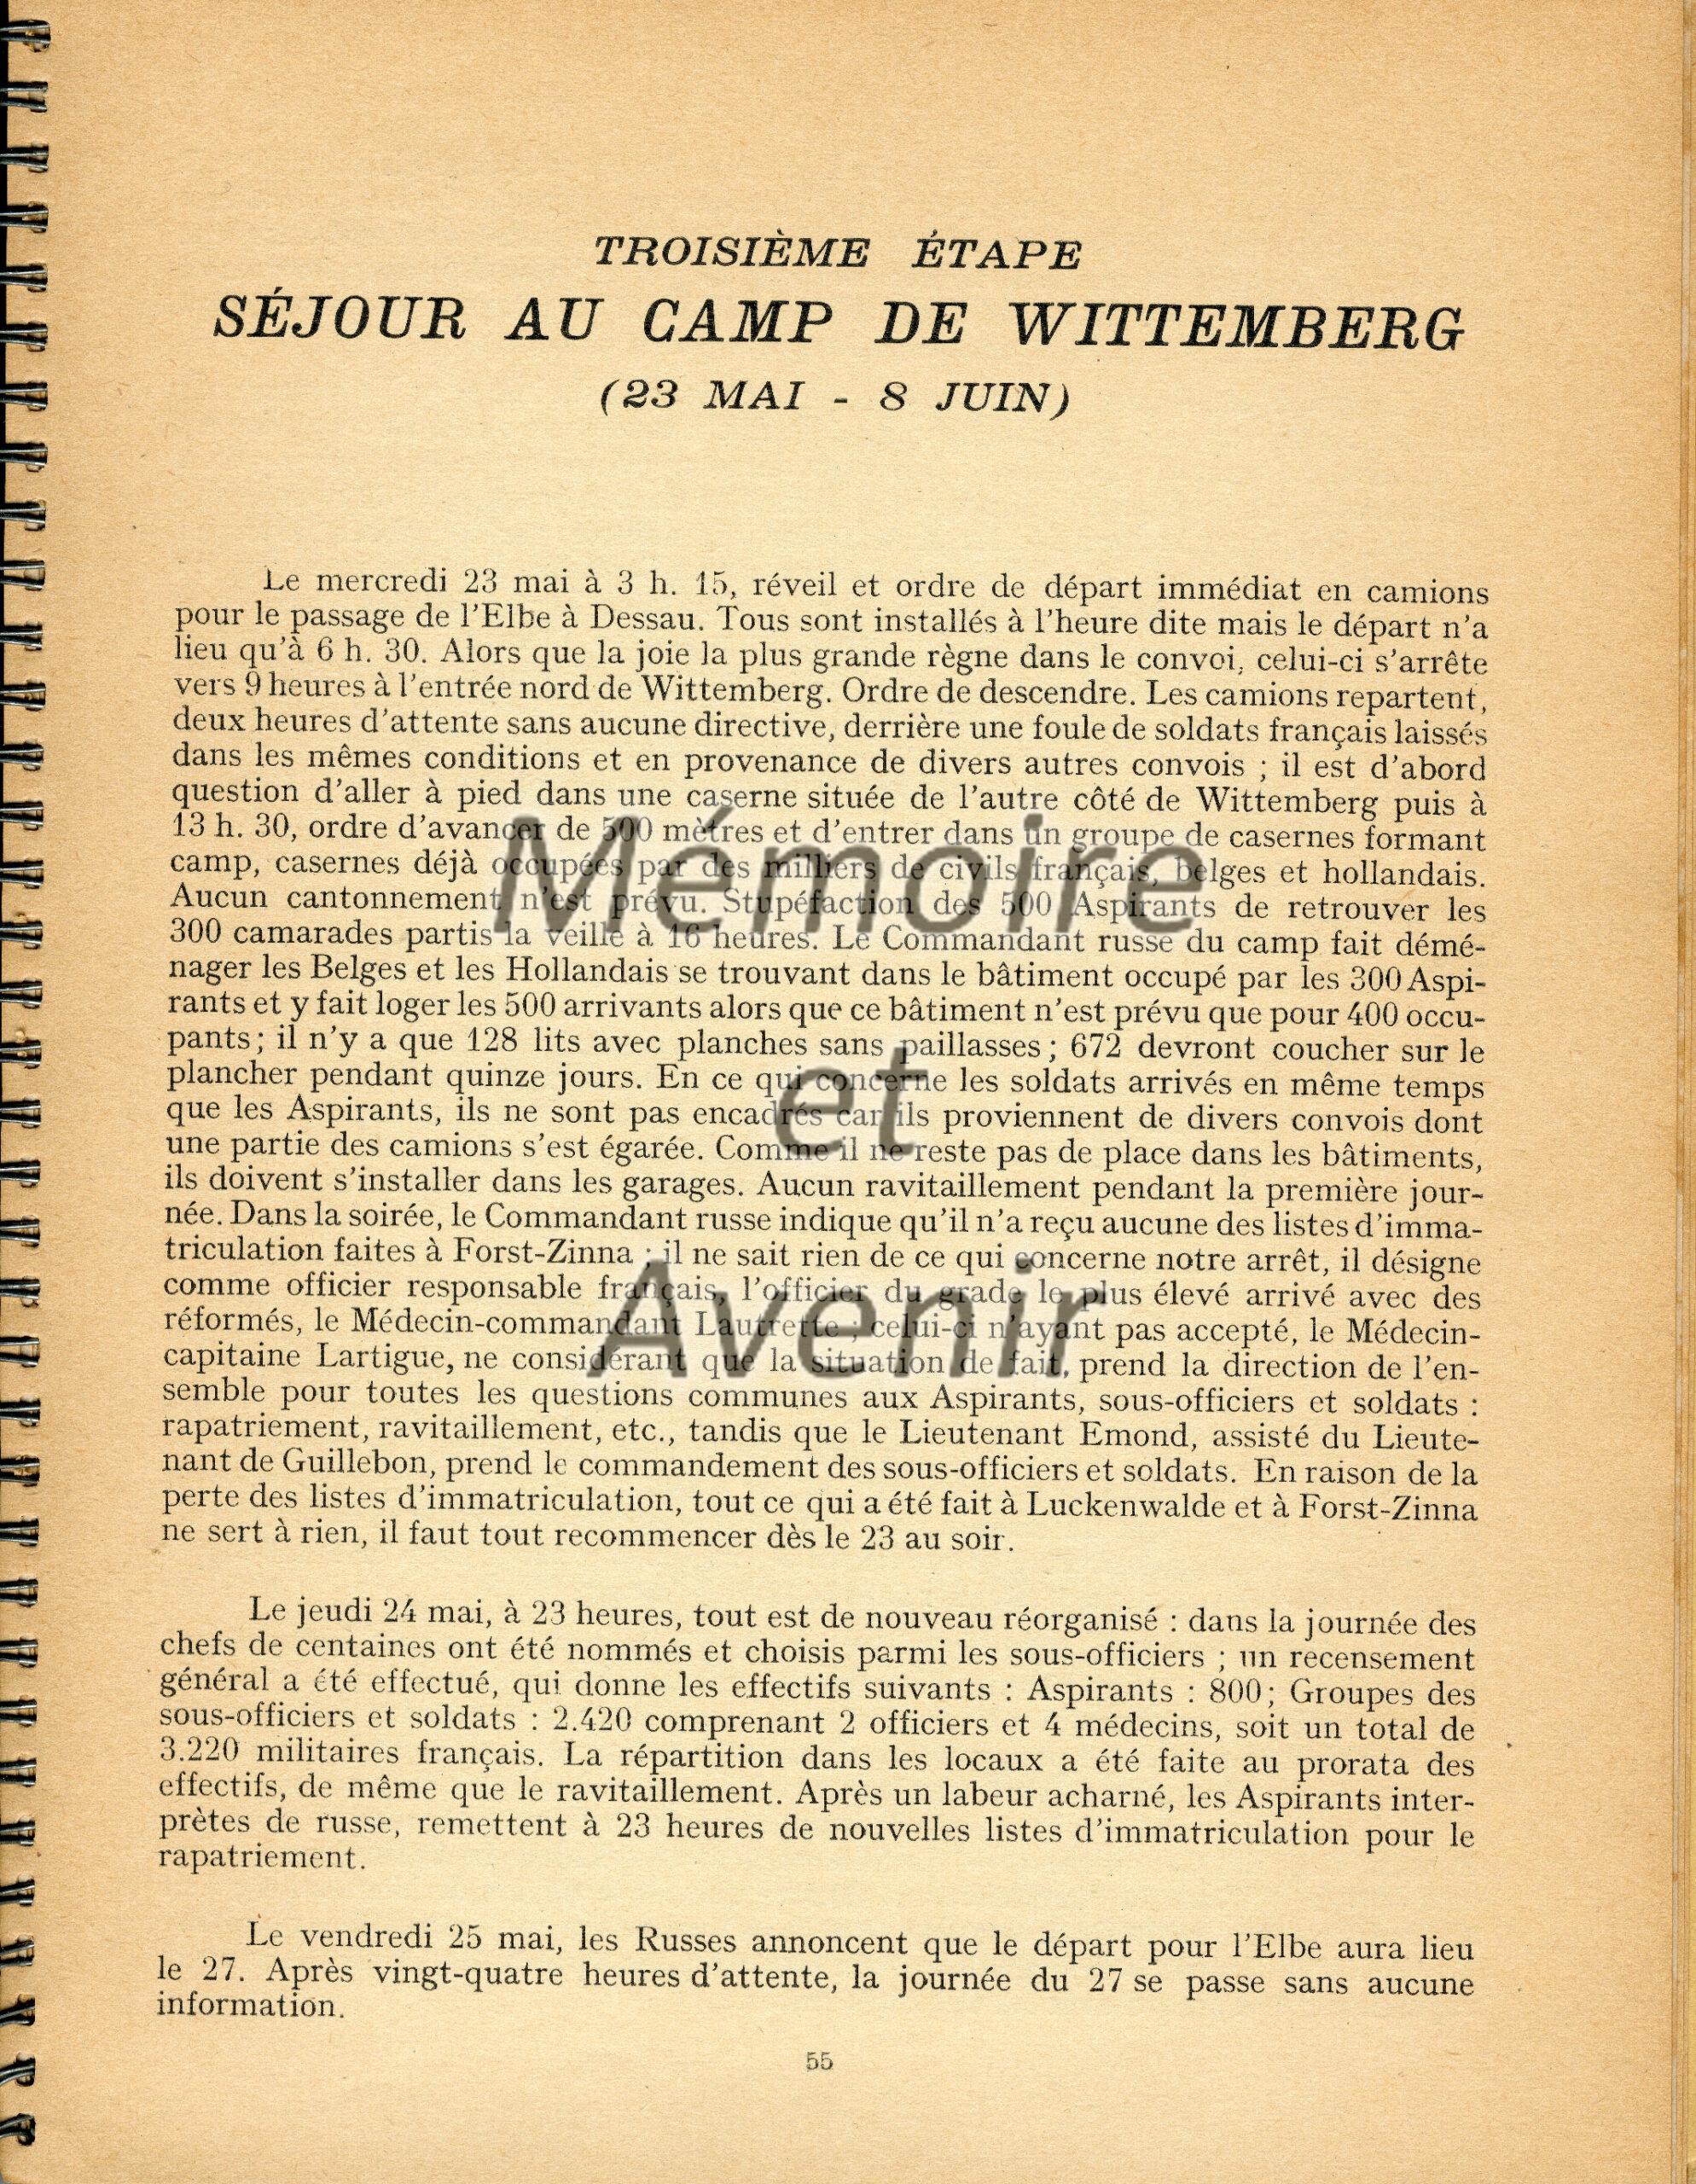 TROISIÈME ÉTAPE
SÉJOUR AU CAMP DE WITTEMBERG
(23 MAI - 8 JUIN)
Le mercredi 23 mai à 3 h. 15, réveil et ordre de départ immédiat en camions
pour le passage de l'Elbe à Dessau. Tous sont installés à l'heure dite mais le départ n'a
lieu qu'à 6 h. 30. Alors que la joie la plus grande règne dans le convoi, celui-ci s'arrête
vers 9 heures à l'entrée nord de Wittemberg. Ordre de descendre. Les camions repartent,
deux heures d'attente sans aucune directive, derrière une foule de soldats français laissés
dans les mêmes conditions et en provenance de divers autres convois ; il est d'abord
question d'aller à pied dans une caserne située de l'autre côté de Wittemberg puis à
13 h. 30, ordre d'avancer de 500 mètres et d'entrer dans un groupe de casernes formant
camp, casernes déjà occupées par des milliers de civils français, belges et hollandais.
Aucun cantonnement n'est prévu. Stupéfaction des 500 Aspirants de retrouver les
300 camarades partis la veille à 16 heures. Le Commandant russe du camp fait démé-
nager les Belges et les Hollandais se trouvant dans le bâtiment occupé par les 300 Aspi-
rants et y fait loger les 500 arrivants alors que ce bâtiment n'est prévu que pour 400 occu-
pants ; il n'y a que 128 lits avec planches sans paillasses ; 672 devront coucher sur le
plancher pendant quinze jours. En ce qui concerne les soldats arrivés en même temps
que les Aspirants, ils ne sont pas encadrés car ils proviennent de divers convois dont
une partie des camions s'est égarée. Comme il ne reste pas de place dans les bâtiments,
ils doivent s'installer dans les garages. Aucun ravitaillement pendant la première jour-
née. Dans la soirée, le Commandant russe indique qu'il n'a reçu aucune des listes d'imma-
triculation faites à Forst-Zinna ; il ne sait rien de ce qui concerne notre arrêt, il désigne
comme officier responsable français, l'officier du grade le plus élevé arrivé avec des
réformés, le Médecin-commandant Lautrette ; celui-ci n'ayant pas accepté, le Médecin-
capitaine Lartigue, ne considérant que la situation de fait, prend la direction de l'en-
semble pour toutes les questions communes aux Aspirants, sous-officiers et soldats :
rapatriement, ravitaillement, etc., tandis que le Lieutenant Emond, assisté du Lieute-
nant de Guillebon, prend le commandement des sous-officiers et soldats. En raison de la
perte des listes d'immatriculation, tout ce qui a été fait à Luckenwalde et à Forst-Zinna
ne sert à rien, il faut tout recommencer dès le 23 au soir.
Le jeudi 24 mai, à 23 heures, tout est de nouveau réorganisé : dans la journée des
chefs de centaines ont été nommés et choisis parmi les sous-officiers ; un recensement
général a été effectué, qui donne les effectifs suivants : Aspirants : 800 ; Groupes des
sous-officiers et soldats : 2.420 comprenant 2 officiers et 4 médecins, soit un total de
3.220 militaires français. La répartition dans les locaux a été faite au prorata des
effectifs, de même que le ravitaillement. Après un labeur acharné, les Aspirants inter-
prètes de russe, remettent à 23 heures de nouvelles listes d'immatriculation pour le
rapatriement.
Le vendredi 25 mai, les Russes annoncent que le départ pour l'Elbe aura lieu
le 27. Après vingt-quatre heures d'attente, la journée du 27 se passe sans aucune
information.
55
Mémoire
et
Avenir